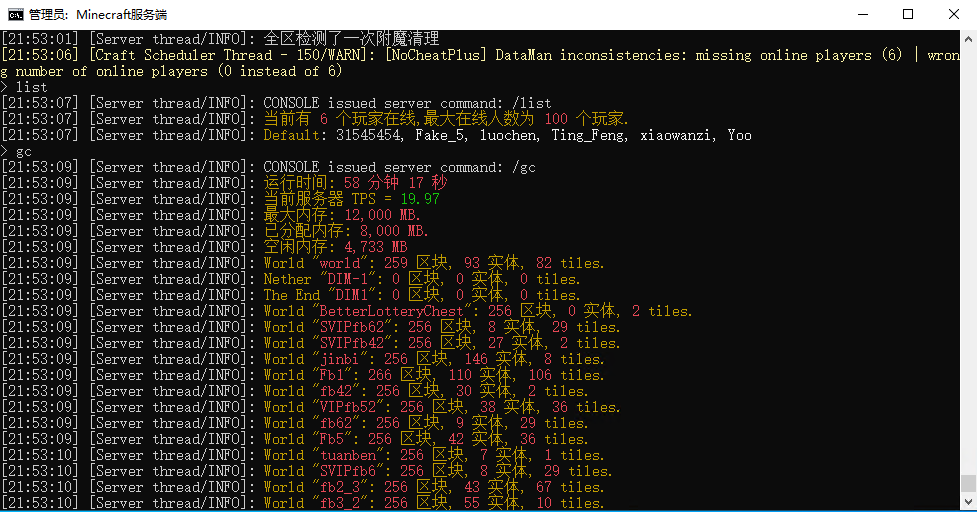 管理员: Minecraft服务端
[21:53:01] [Server thread/INFO]: 全区检测了一次附魔清理
[21:53:06] [Craft Scheduler Thread - 150/WARN]: [NoCheatPlus] DataMan inconsistencies: missing online players (6) | wron
g number of online players (0 instead of 6)
> list
[21:53:07] [Server thread/INFO]: CONSOLE issued server command: /list
[21:53:07] [Server thread/INFO]: 当前有 6 个玩家在线,最大在线人数为 100 个玩家.
[21:53:07] [Server thread/INFO]: Default: 31545454, Fake_5, luochen, Ting_Feng, xiaowanzi, Yoo
> gc
[21:53:09] [Server thread/INFO]: CONSOLE issued server command: /gc
[21:53:09] [Server thread/INFO]: 运行时间: 58 分钟 17 秒
[21:53:09] [Server thread/INFO]: 当前服务器 TPS = 19.97
[21:53:09] [Server thread/INFO]: 最大内存: 12,000 MB.
[21:53:09] [Server thread/INFO]: 已分配内存: 8,000 MB.
[21:53:09] [Server thread/INFO]: 空闲内存: 4,733 MB
[21:53:09] [Server thread/INFO]: World "world": 259 区块, 93 实体, 82 tiles.
[21:53:09] [Server thread/INFO]: Nether "DIM-1": 0 区块, 0 实体, 0 tiles.
[21:53:09] [Server thread/INFO]: The End "DIM1": 0 区块, 0 实体, 0 tiles.
[21:53:09] [Server thread/INFO]: World "BetterLotteryChest": 256 区块, 0 实体, 2 tiles.
[21:53:09] [Server thread/INFO]: World "SVIPfb62": 256 区块, 8 实体, 29 tiles.
[21:53:09] [Server thread/INFO]: World "SVIPfb42": 256 区块, 27 实体, 2 tiles.
[21:53:09] [Server thread/INFO]: World "jinbi": 256 区块, 146 实体, 8 tiles.
[21:53:09] [Server thread/INFO]: World "Fb1": 266 区块, 110 实体, 106 tiles.
[21:53:09] [Server thread/INFO]: World "fb42": 256 区块, 30 实体, 2 tiles.
[21:53:09] [Server thread/INFO]: World "VIPfb52": 256 区块, 38 实体, 36 tiles.
[21:53:09] [Server thread/INFO]: World "fb62": 256 区块, 9 实体, 29 tiles.
[21:53:09] [Server thread/INFO]: World "Fb5": 256 区块, 42 实体, 36 tiles.
[21:53:10] [Server thread/INFO]: World "tuanben": 256 区块, 7 实体, 1 tiles.
[21:53:10] [Server thread/INFO]: World "SVIPfb6": 256 区块, 8 实体, 29 tiles.
[21:53:10] [Server thread/INFO]: World "fb2_3": 256 区块, 43 实体, 67 tiles.
[21:53:10] [Server thread/INFO]: World "fb3_2": 256 区块, 55 实体, 10 tiles.